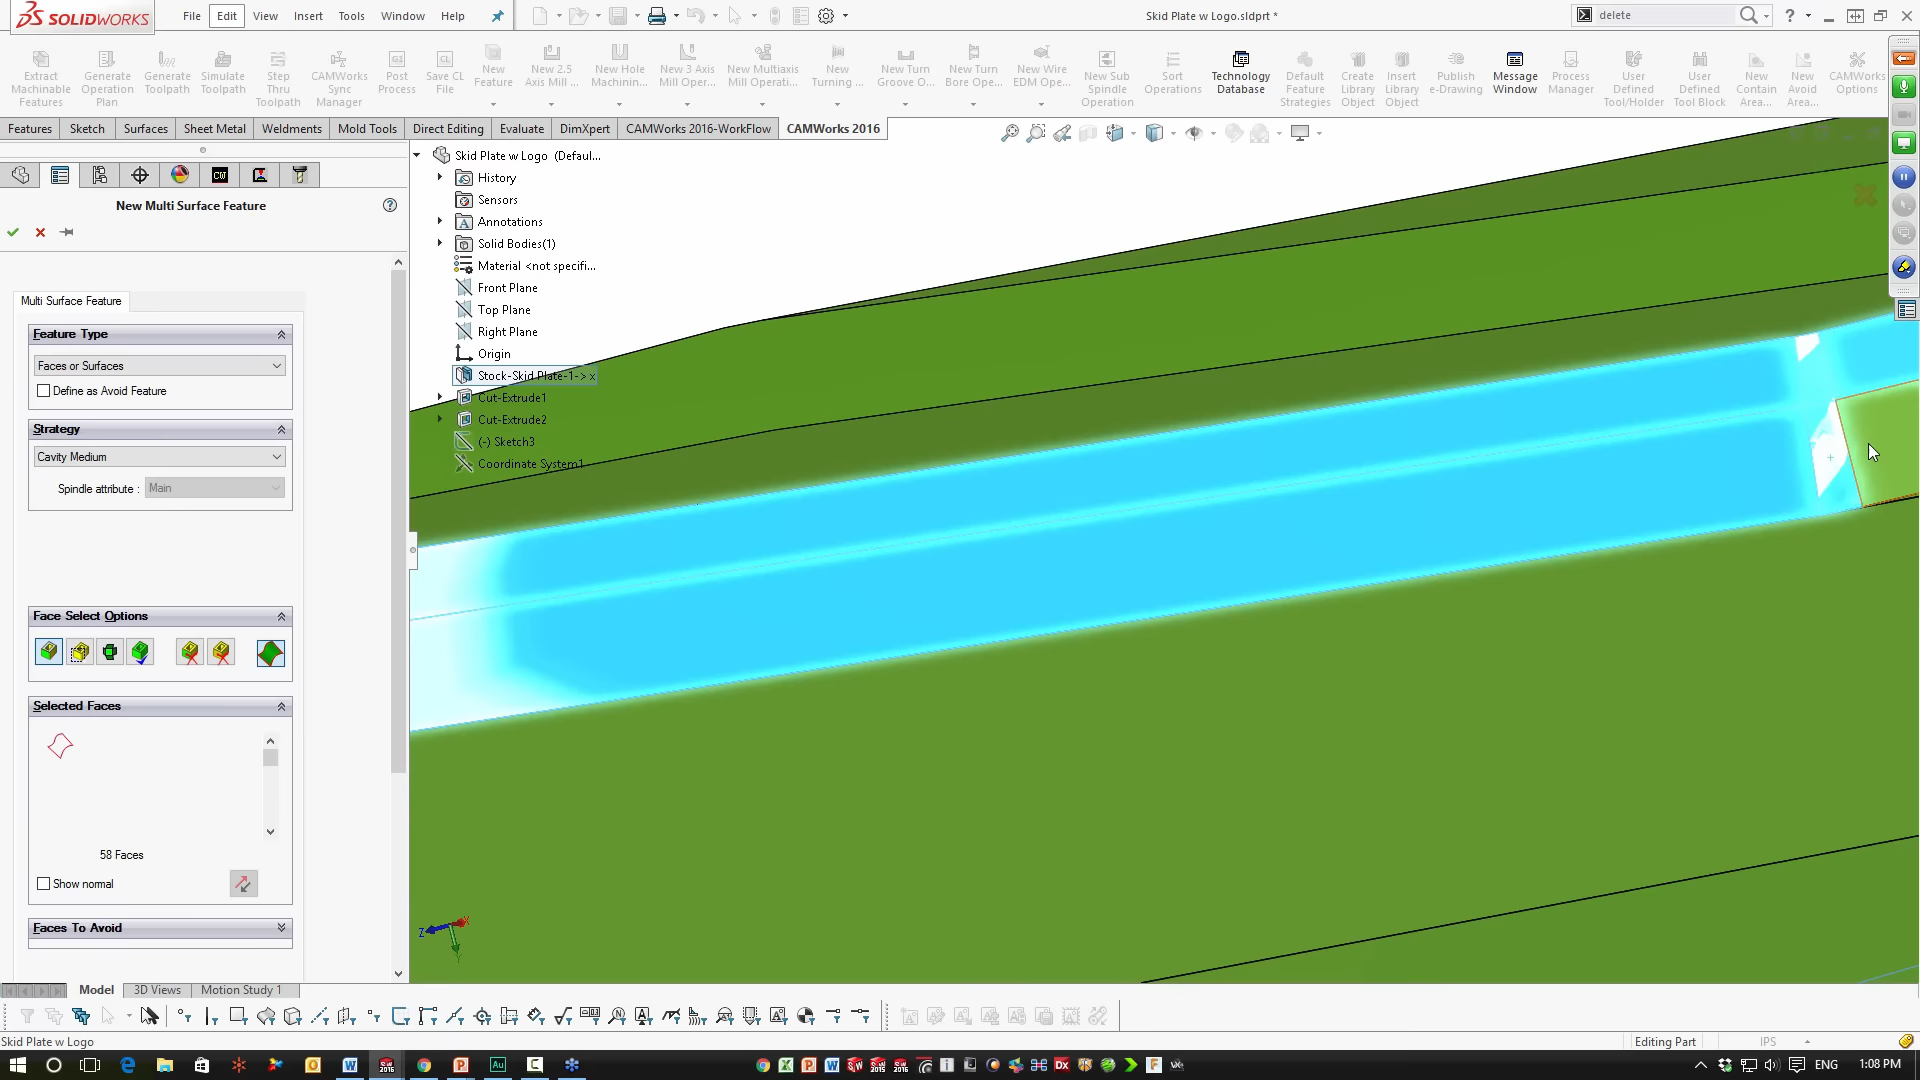 SOLIDWORKS
File Edit View Insert Tools Window Help
Skid Plate w Logo.sldprt *
delete
Extract Machinable Features
Generate Operation Plan
Generate Toolpath
Simulate Toolpath
Step Thru Toolpath
CAMWorks Sync Manager
Post Process
Save CL File
New Feature
New 2.5 Axis Mill ...
New Hole Machinin...
New 3 Axis Mill Oper...
New Multiaxis Mill Operati...
New Turning ...
New Turn Groove O...
New Turn Bore Ope...
New Wire EDM Ope...
New Sub Spindle Operation
Sort Operations
Technology Database
Default Feature Strategies
Create Library Object
Insert Library Object
Publish e-Drawing
Message Window
Process Manager
User Defined Tool/Holder
User Defined Tool Block
New Contain Area...
New Avoid Area...
CAMWorks Options
Features Sketch Surfaces Sheet Metal Weldments Mold Tools Direct Editing Evaluate DimXpert CAMWorks 2016-WorkFlow CAMWorks 2016
New Multi Surface Feature
Multi Surface Feature
Feature Type
Faces or Surfaces
Define as Avoid Feature
Strategy
Cavity Medium
Spindle attribute : Main
Face Select Options
Selected Faces
58 Faces
Show normal
Faces To Avoid
Skid Plate w Logo (Defaul...
History
Sensors
Annotations
Solid Bodies(1)
Material <not specifi...
Front Plane
Top Plane
Right Plane
Origin
Stock-Skid Plate-1-> x
Cut-Extrude1
Cut-Extrude2
(-) Sketch3
Coordinate System1
Z X Y
Model 3D Views Motion Study 1
Skid Plate w Logo
Editing Part
IPS
ENG
1:08 PM